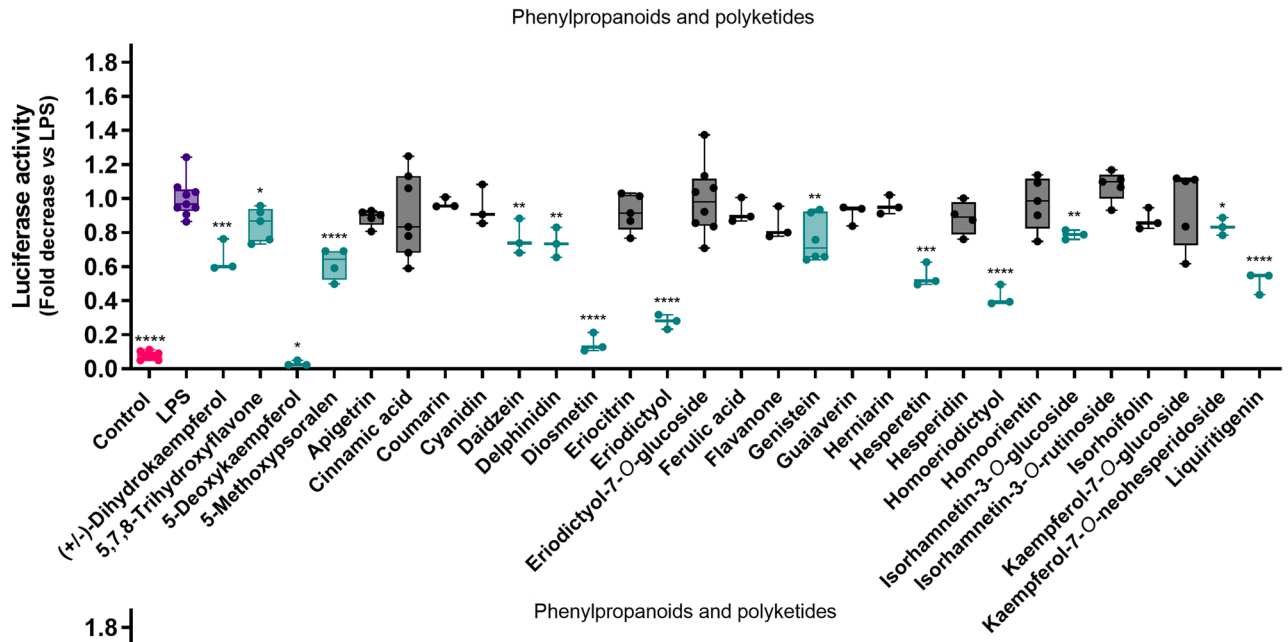 Phenylpropanoids and polyketides
Luciferase activity
(Fold decrease vs LPS)
1.8
1.6
1.4
1.2
1.0
0.8
0.6
0.4
0.2
0.0
****
***
*
*
****
**
**
****
****
**
***
****
**
*
****
Control
LPS
(+/-)-Dihydrokaempferol
5,7,8-Trihydroxyflavone
5-Deoxykaempferol
5-Methoxypsoralen
Apigetrin
Cinnamic acid
Coumarin
Cyanidin
Daidzein
Delphinidin
Diosmetin
Eriocitrin
Eriodictyol
Eriodictyol-7-O-glucoside
Ferulic acid
Flavanone
Genistein
Guaiaverin
Herniarin
Hesperetin
Hesperidin
Homoeriodictyol
Homoorientin
Isorhamnetin-3-O-glucoside
Isorhamnetin-3-O-rutinoside
Isorhoifolin
Kaempferol-7-O-glucoside
Kaempferol-7-O-neohesperidoside
Liquiritigenin
Phenylpropanoids and polyketides
1.8